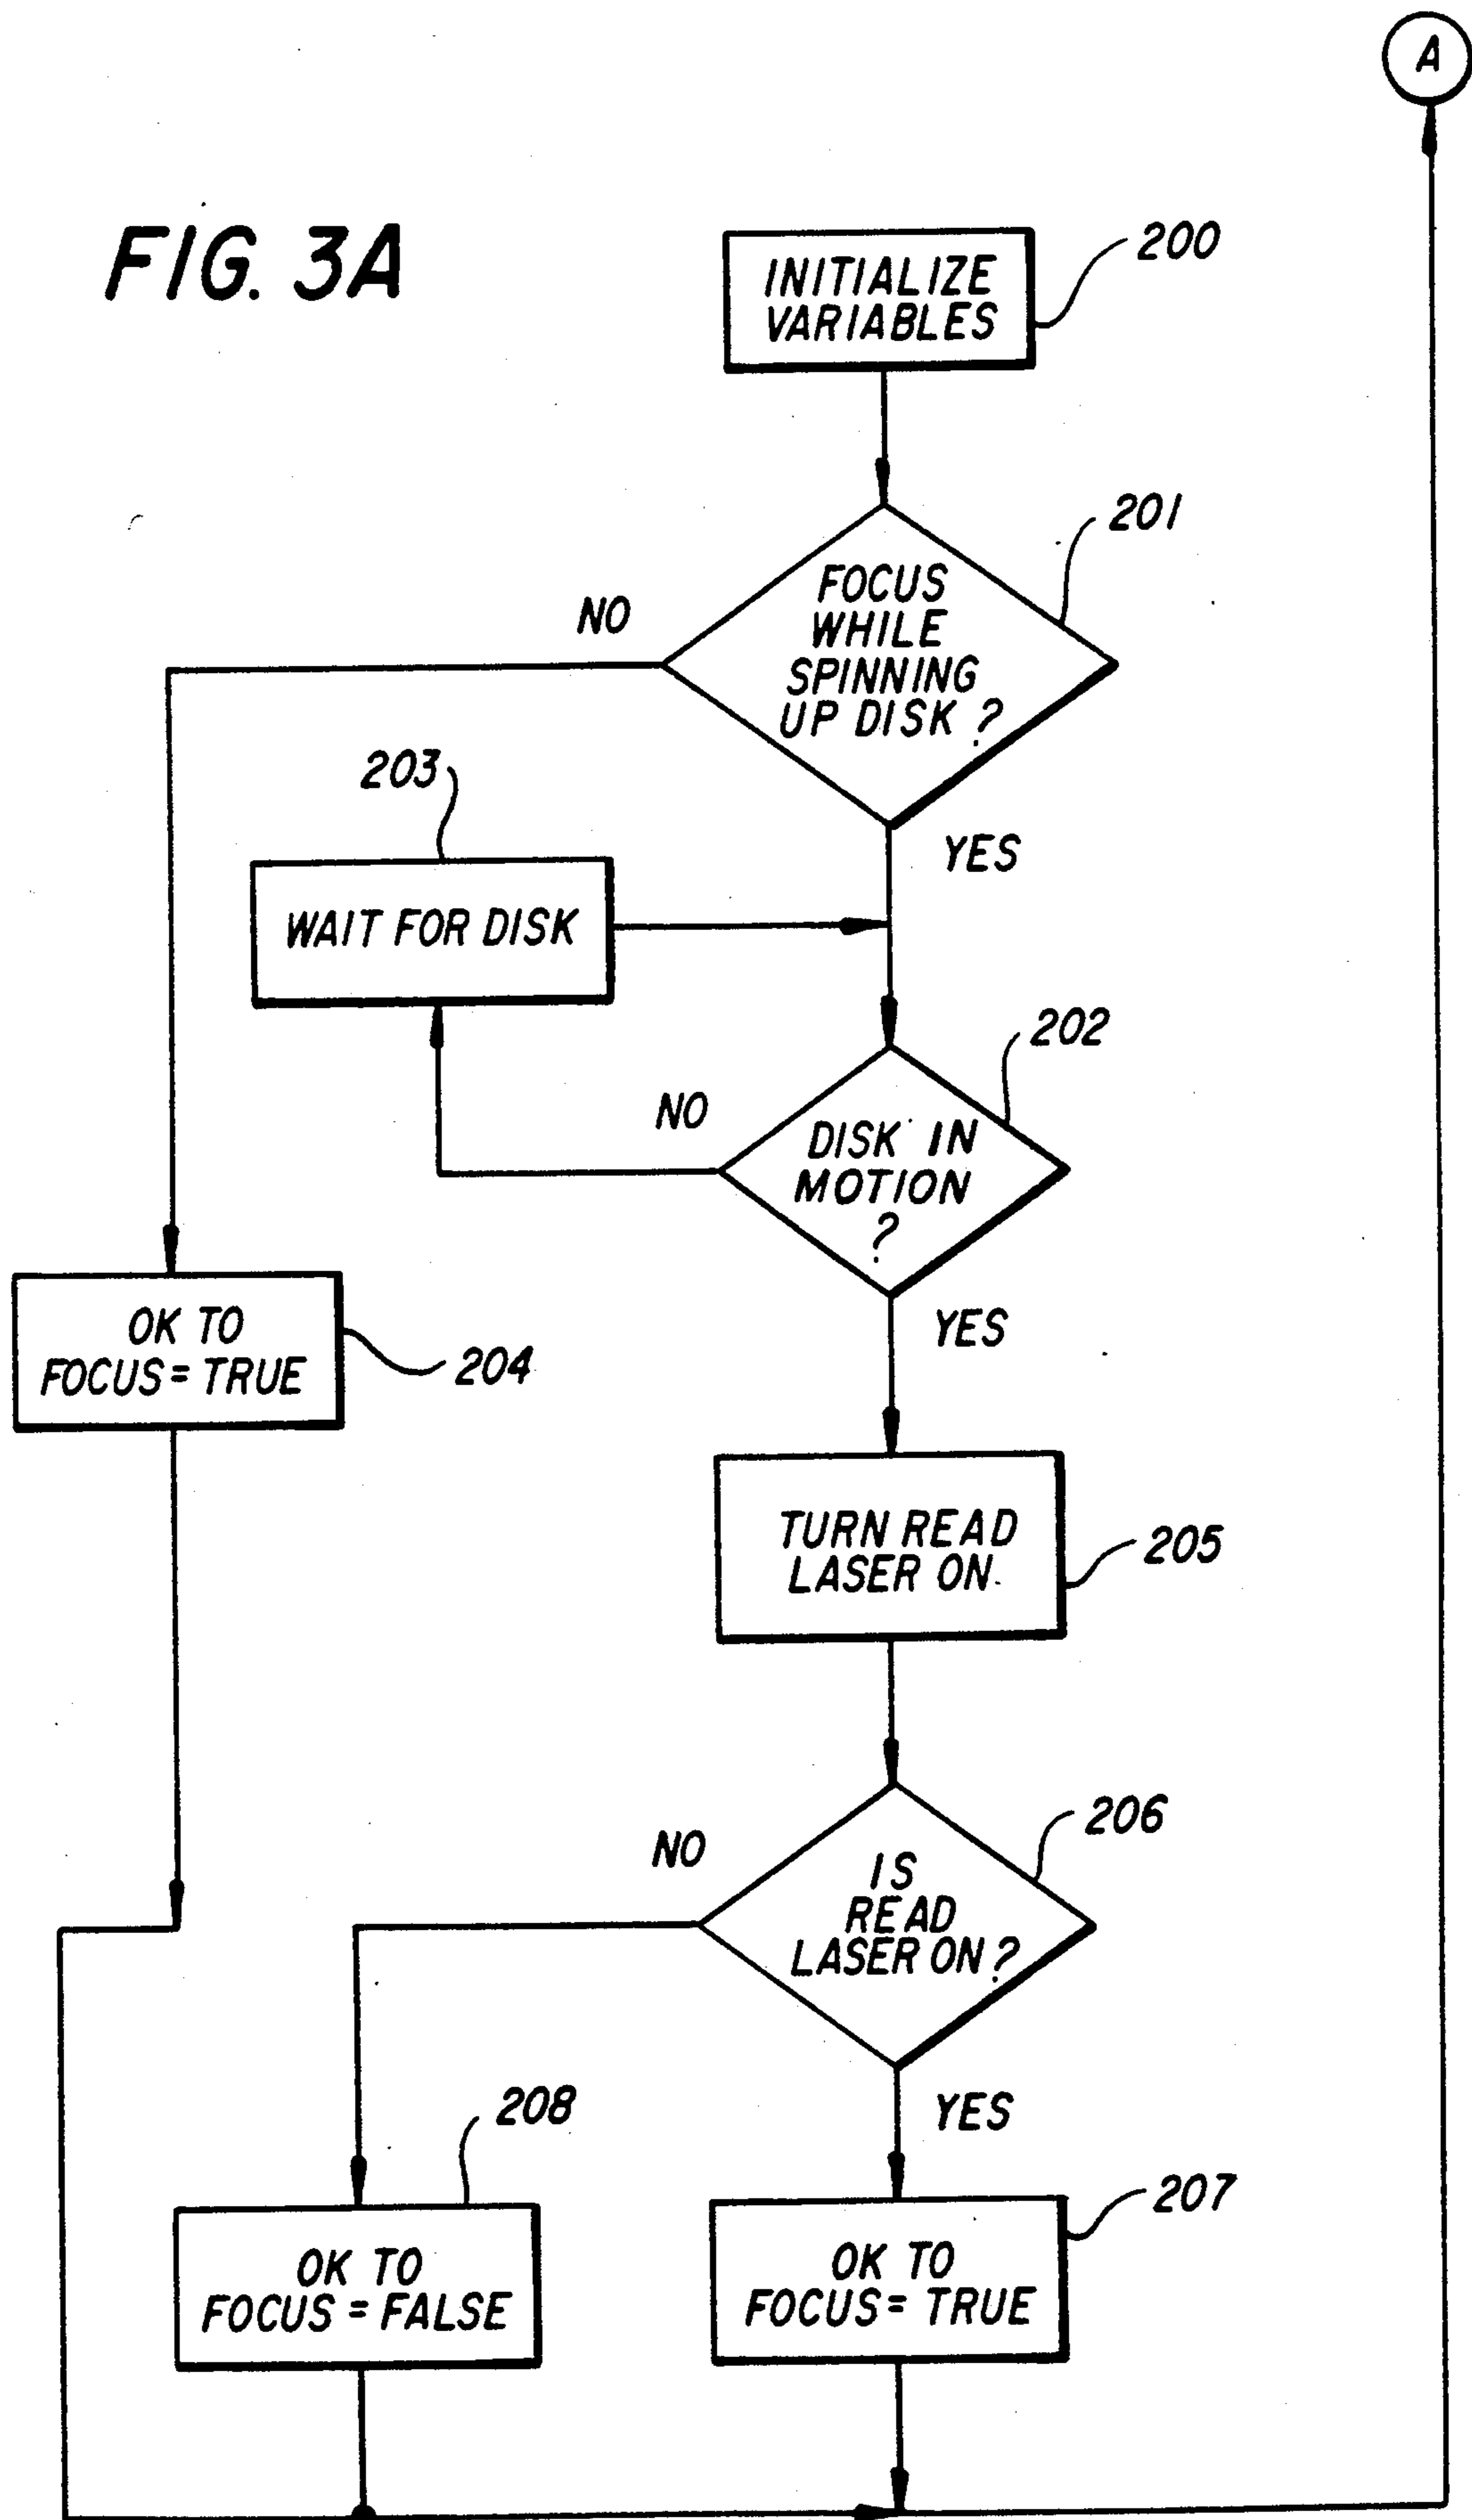 A
FIG. 3A
INITIALIZE
VARIABLES
200
201
FOCUS
WHILE
SPINNING
UP DISK ?
NO
YES
203
WAIT FOR DISK
202
NO
DISK IN
MOTION
?
YES
OK TO
FOCUS = TRUE
204
TURN READ
LASER ON
205
206
NO
IS
READ
LASER ON ?
YES
208
OK TO
FOCUS = FALSE
207
OK TO
FOCUS = TRUE